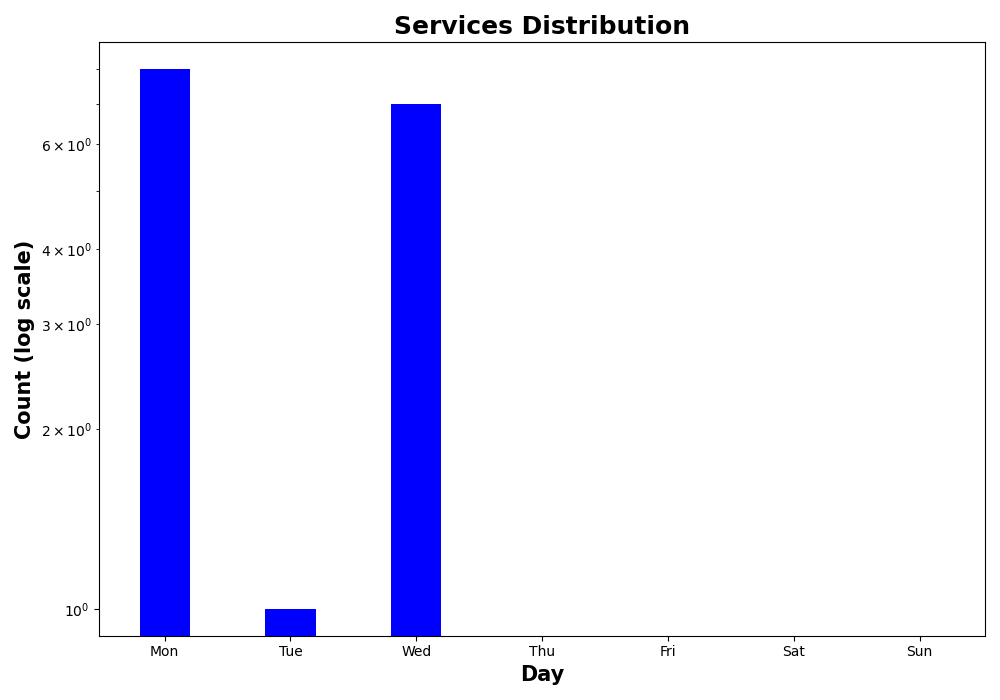 Services Distribution
Count (log scale)
6 × 10⁰
4 × 10⁰
3 × 10⁰
2 × 10⁰
10⁰
Mon Tue Wed Thu Fri Sat Sun
Day